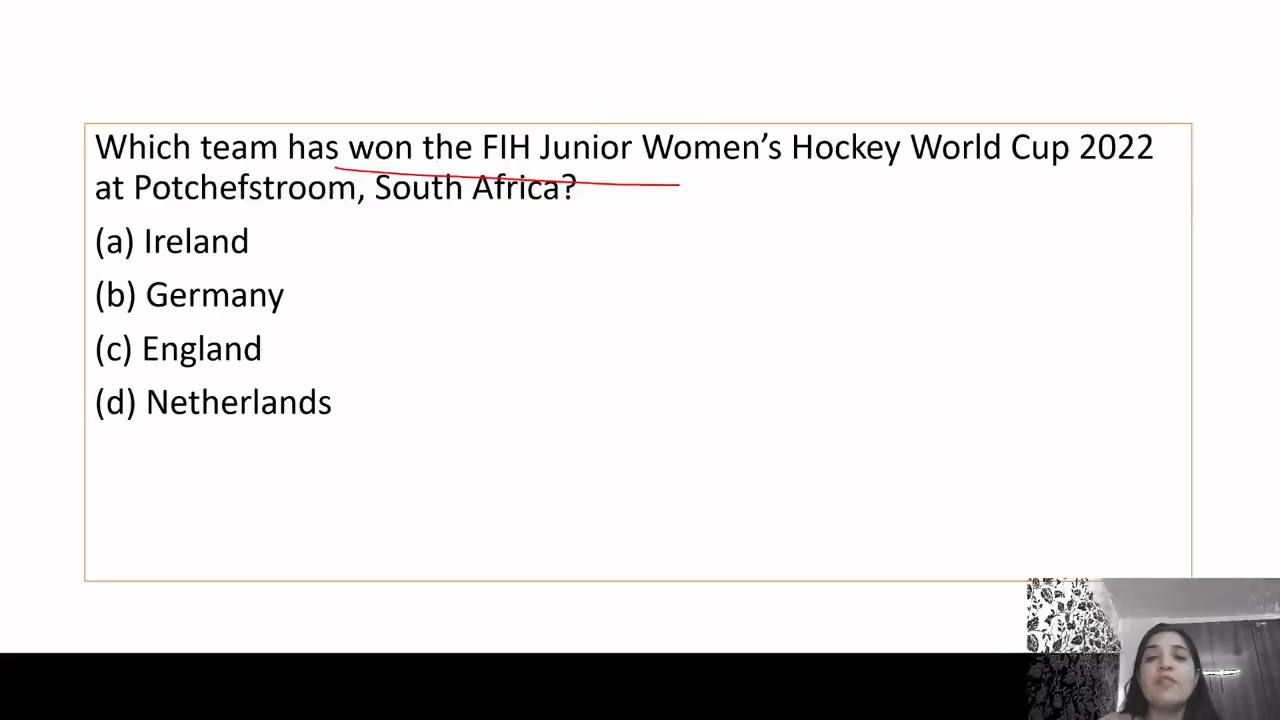 Which team has won the FIH Junior Women’s Hockey World Cup 2022
at Potchefstroom, South Africa?
(a) Ireland
(b) Germany
(c) England
(d) Netherlands